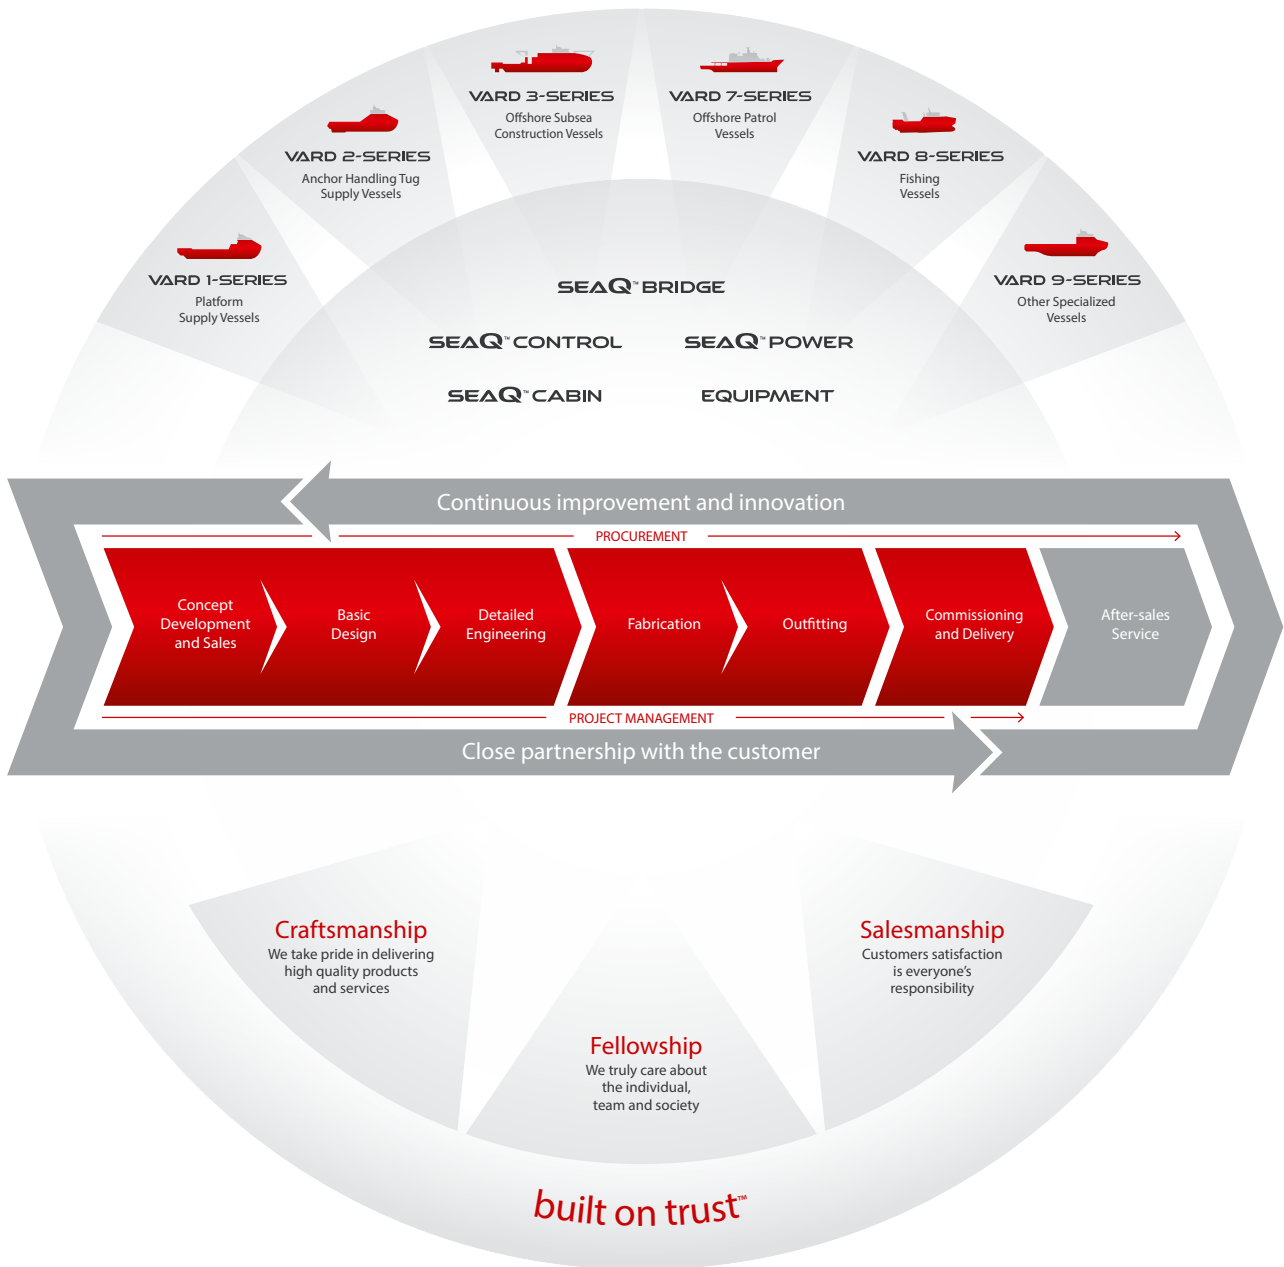 VARD 3-SERIES
Offshore Subsea
Construction Vessels
VARD 7-SERIES
Offshore Patrol
Vessels
VARD 2-SERIES
Anchor Handling Tug
Supply Vessels
VARD 8-SERIES
Fishing
Vessels
VARD 1-SERIES
Platform
Supply Vessels
VARD 9-SERIES
Other Specialized
Vessels
SEAQ™ BRIDGE
SEAQ™ CONTROL
SEAQ™ POWER
SEAQ™ CABIN
EQUIPMENT
Continuous improvement and innovation
PROCUREMENT
Concept
Development
and Sales
Basic
Design
Detailed
Engineering
Fabrication
Outfitting
Commissioning
and Delivery
After-sales
Service
PROJECT MANAGEMENT
Close partnership with the customer
Craftsmanship
We take pride in delivering
high quality products
and services
Salesmanship
Customers satisfaction
is everyone’s
responsibility
Fellowship
We truly care about
the individual,
team and society
built on trust™